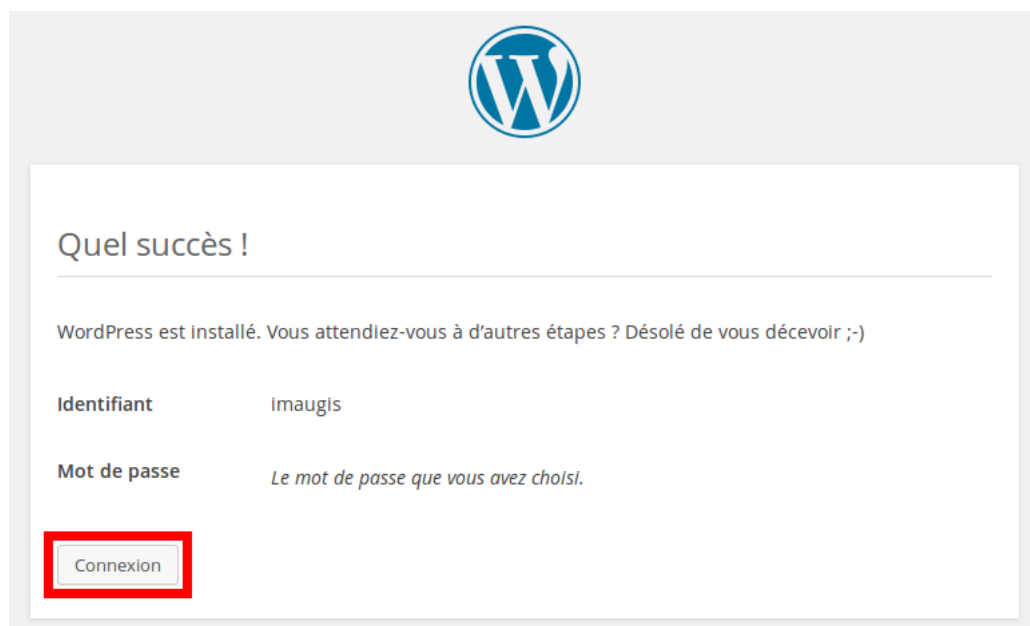 Quel succès !
WordPress est installé. Vous attendiez-vous à d’autres étapes ? Désolé de vous décevoir ;-)
Identifiant imaugis
Mot de passe Le mot de passe que vous avez choisi.
Connexion